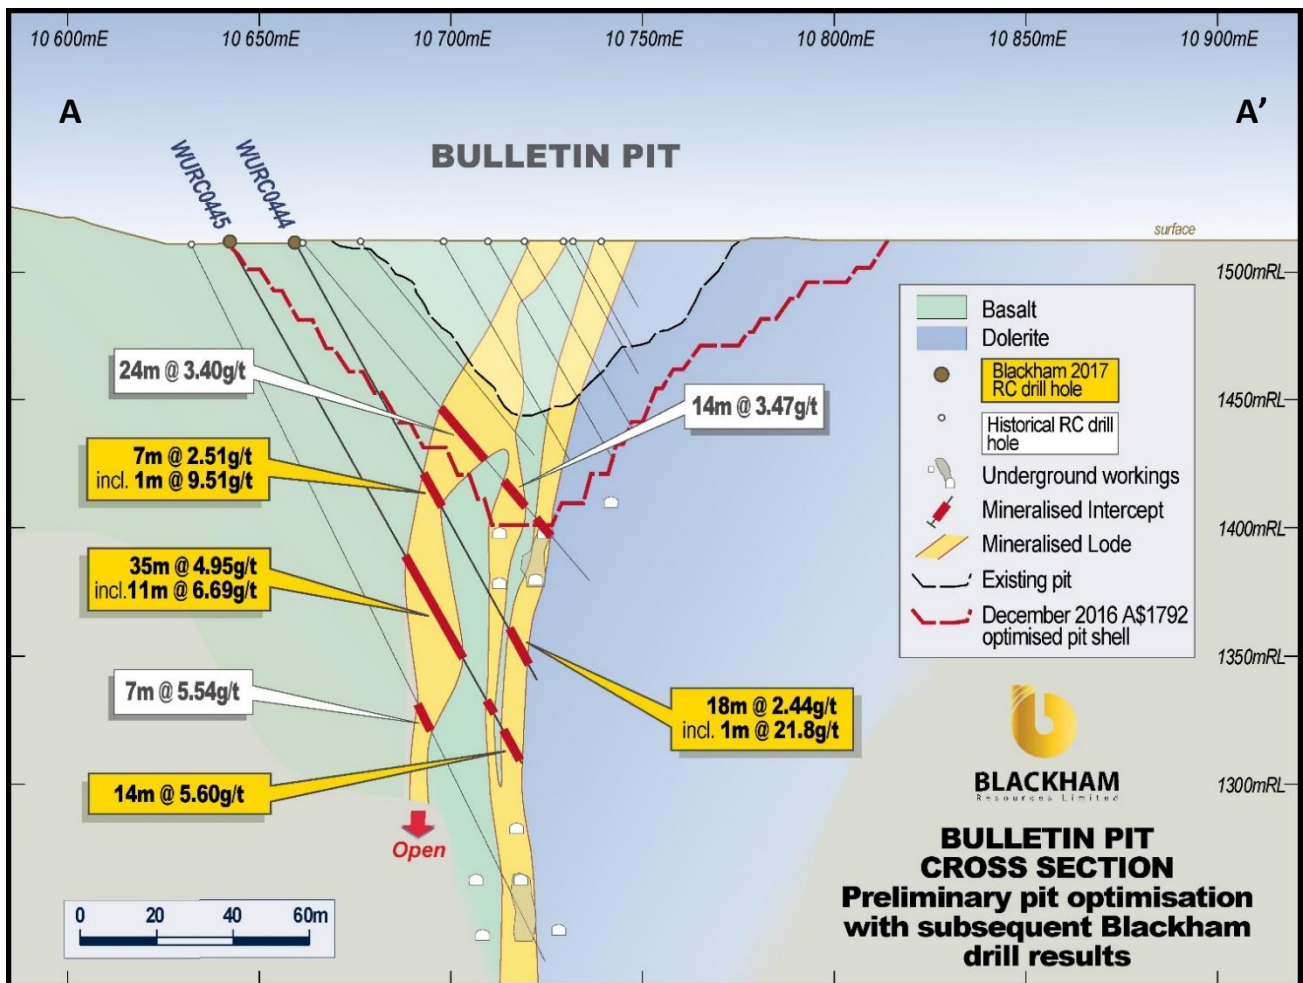 10 600mE
10 650mE
10 700mE
10 750mE
10 800mE
10 850mE
10 900mE
A
A’
BULLETIN PIT
WURC0445
WURC0444
surface
1500mRL
1450mRL
1400mRL
1350mRL
1300mRL
24m @ 3.40g/t
14m @ 3.47g/t
7m @ 2.51g/t
incl. 1m @ 9.51g/t
35m @ 4.95g/t
incl.11m @ 6.69g/t
7m @ 5.54g/t
18m @ 2.44g/t
incl. 1m @ 21.8g/t
14m @ 5.60g/t
Open
Basalt
Dolerite
Blackham 2017
RC drill hole
Historical RC drill
hole
Underground workings
Mineralised Intercept
Mineralised Lode
Existing pit
December 2016 A$1792
optimised pit shell
BLACKHAM
Resources Limited
BULLETIN PIT
CROSS SECTION
Preliminary pit optimisation
with subsequent Blackham
drill results
0 20 40 60m